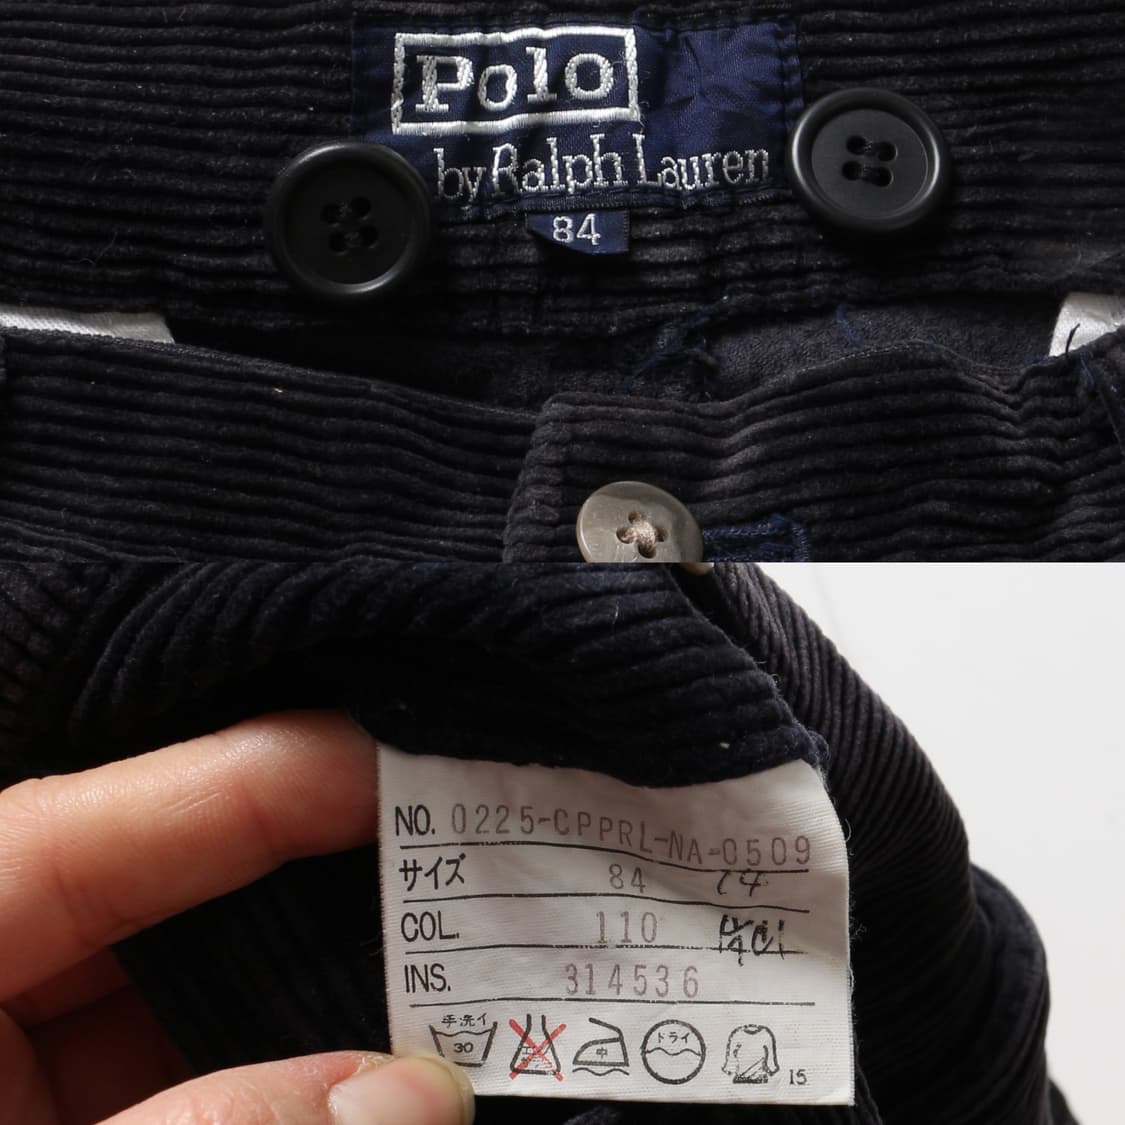 Polo
by Ralph Lauren
84
NO. 0225-CPPRL-NA-0509
サイズ 84
COL. 110
INS. 314536
手洗イ
30
中
ドライ
15